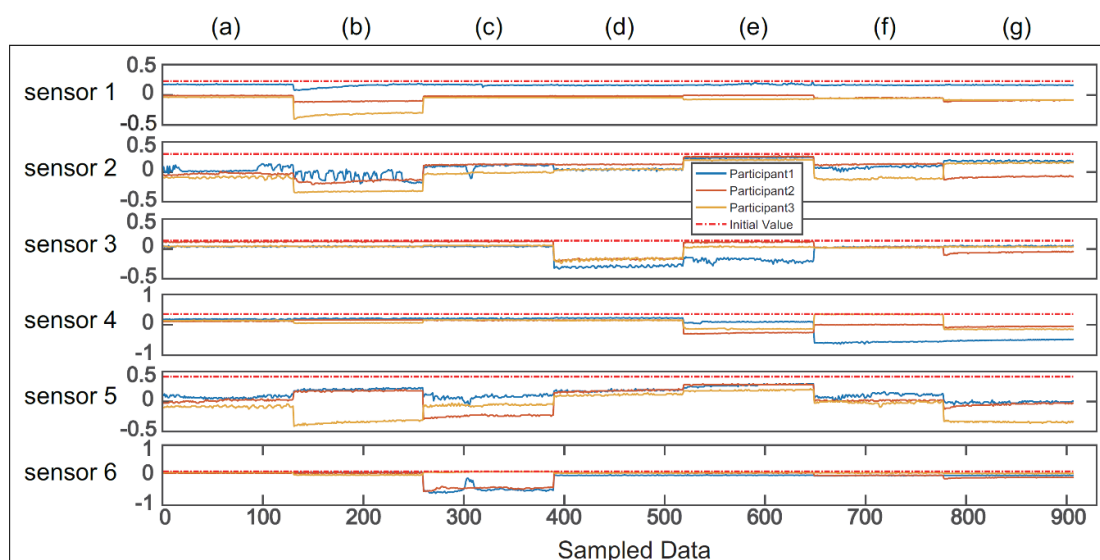 (a) (b) (c) (d) (e) (f) (g)
sensor 1
0.5
0
-0.5
sensor 2
0.5
0
-0.5
Participant1
Participant2
Participant3
Initial Value
sensor 3
0.5
0
-0.5
sensor 4
1
0
-1
sensor 5
0.5
0
-0.5
sensor 6
1
0
-1
0 100 200 300 400 500 600 700 800 900
Sampled Data